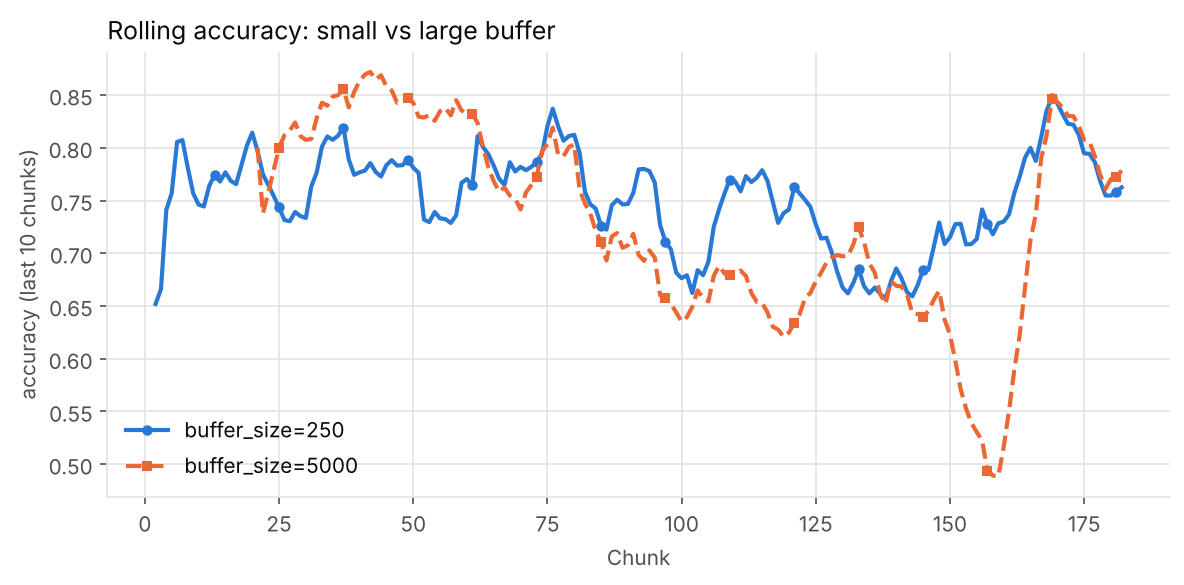 Rolling accuracy: small vs large buffer
accuracy (last 10 chunks)
0.85
0.80
0.75
0.70
0.65
0.60
0.55
0.50
buffer_size=250
buffer_size=5000
0 25 50 75 100 125 150 175
Chunk